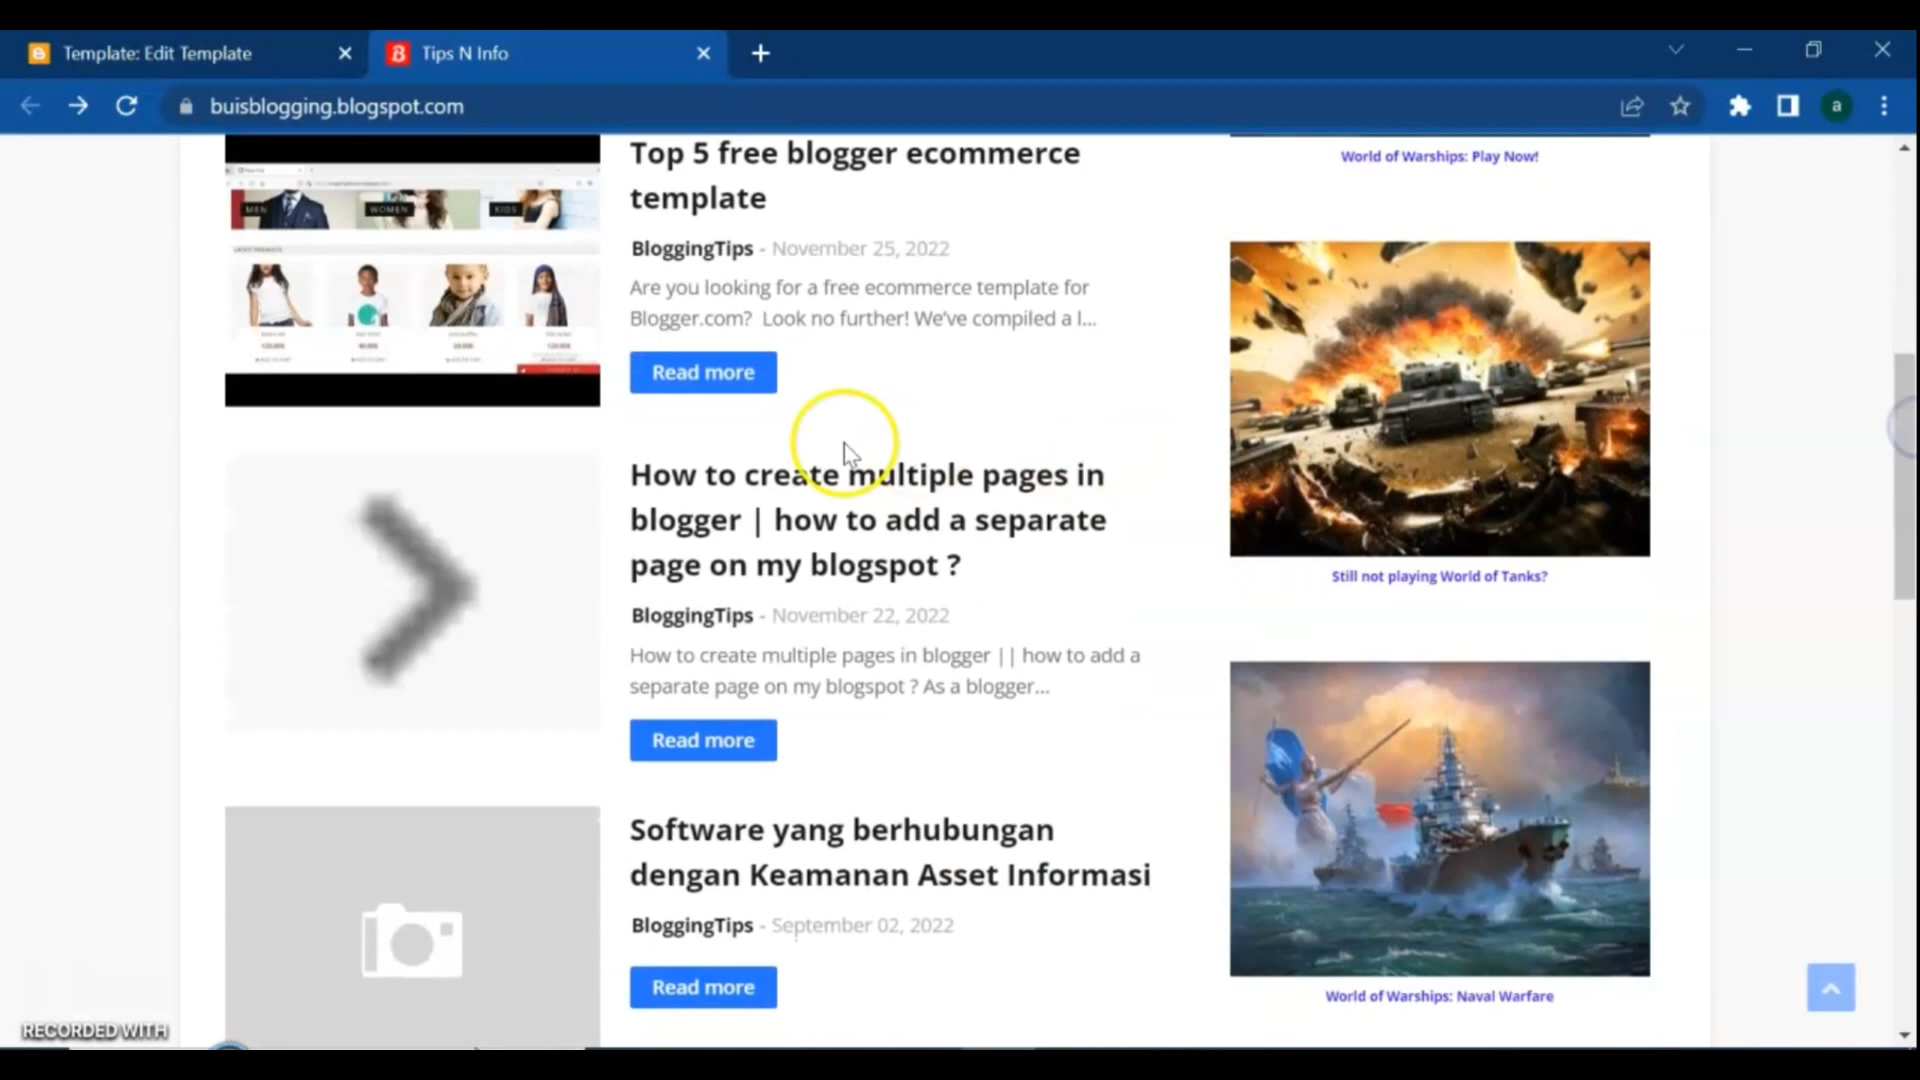 Template: Edit Template
Tips N Info
buisblogging.blogspot.com
a
MEN
WOMEN
KIDS
Top 5 free blogger ecommerce
template
BloggingTips - November 25, 2022
Are you looking for a free ecommerce template for
Blogger.com? Look no further! We've compiled a l...
Read more
How to create multiple pages in
blogger | how to add a separate
page on my blogspot ?
BloggingTips - November 22, 2022
How to create multiple pages in blogger || how to add a
separate page on my blogspot ? As a blogger...
Read more
Software yang berhubungan
dengan Keamanan Asset Informasi
BloggingTips - September 02, 2022
Read more
World of Warships: Play Now!
Still not playing World of Tanks?
World of Warships: Naval Warfare
RECORDED WITH